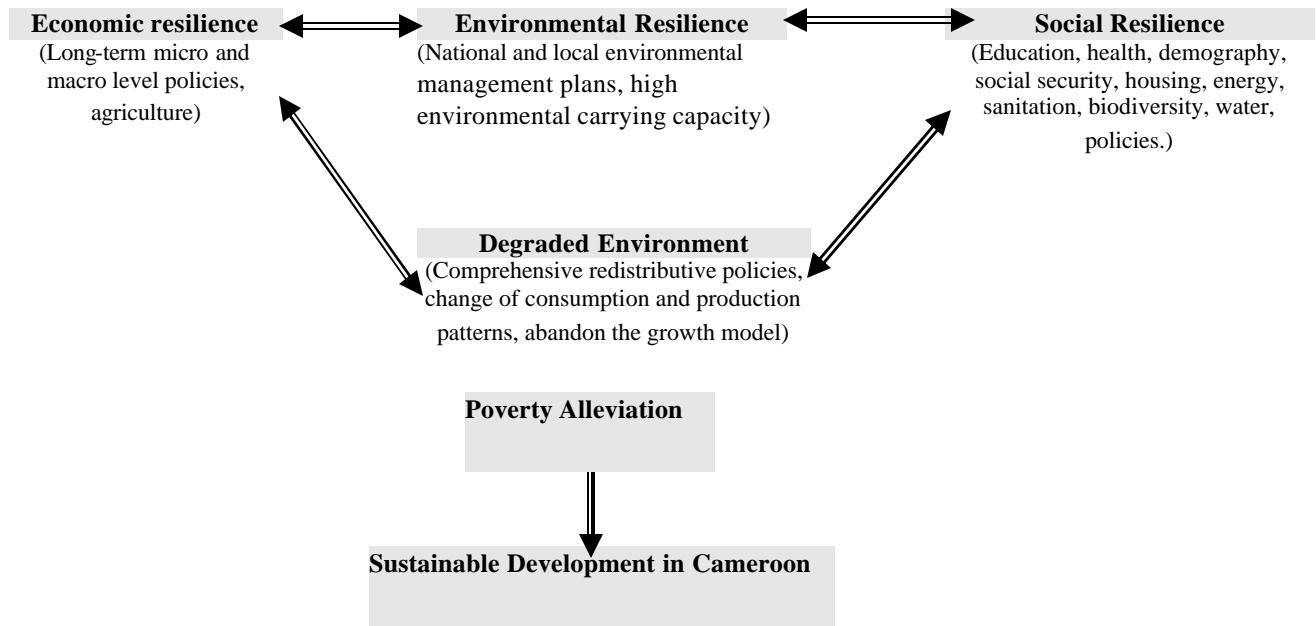 Economic resilience
(Long-term micro and
macro level policies,
agriculture)
Environmental Resilience
(National and local environmental
management plans, high
environmental carrying capacity)
Social Resilience
(Education, health, demography,
social security, housing, energy,
sanitation, biodiversity, water,
policies.)
Degraded Environment
(Comprehensive redistributive policies,
change of consumption and production
patterns, abandon the growth model)
Poverty Alleviation
Sustainable Development in Cameroon